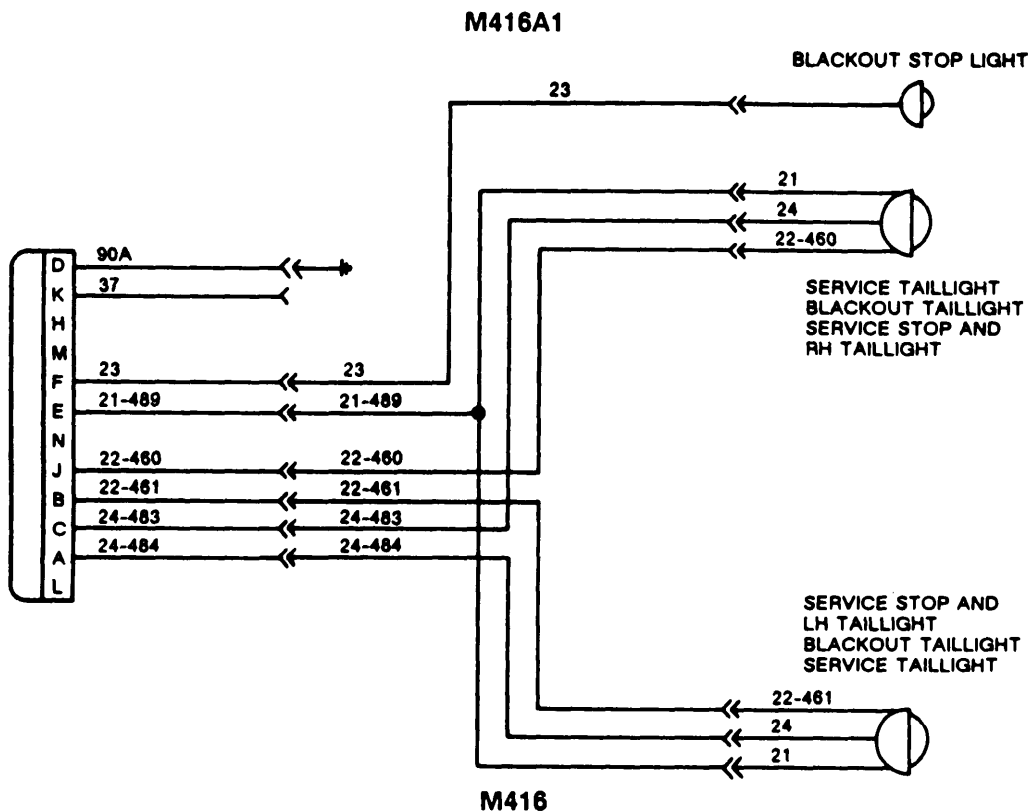 M416A1
BLACKOUT STOP LIGHT
23
21
24
22-460
SERVICE TAILLIGHT
BLACKOUT TAILLIGHT
SERVICE STOP AND
RH TAILLIGHT
D 90A
K 37
H
M
F 23 23
E 21-489 21-489
N
J 22-460 22-460
B 22-461 22-461
C 24-483 24-483
A 24-484 24-484
L
SERVICE STOP AND
LH TAILLIGHT
BLACKOUT TAILLIGHT
SERVICE TAILLIGHT
22-461
24
21
M416